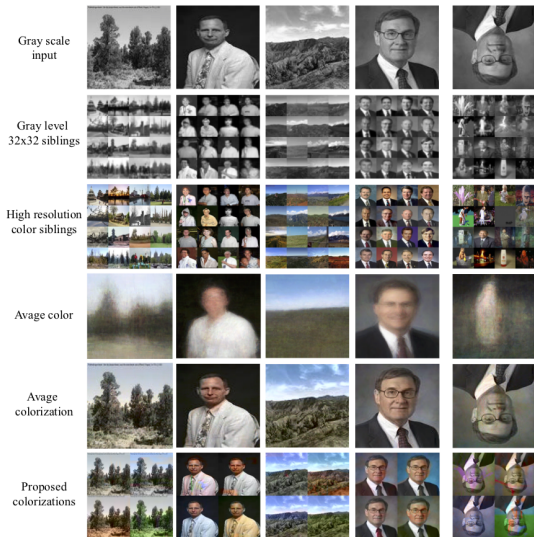 Gray scale
input
Gray level
32x32 siblings
High resolution
color siblings
Avage color
Avage
colorization
Proposed
colorizations